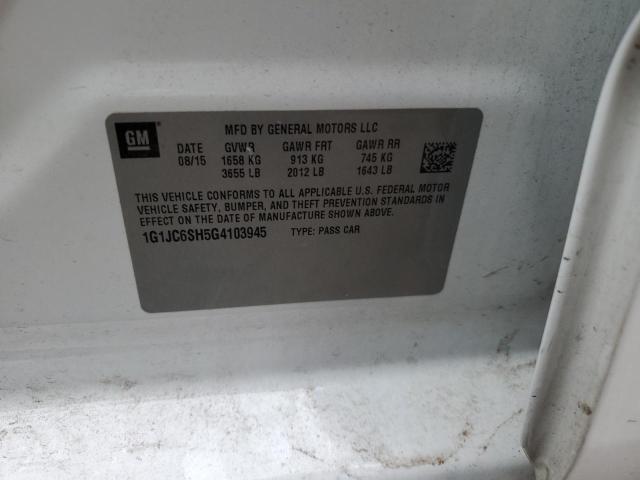 GM
MFD BY GENERAL MOTORS LLC
DATE GVWR GAWR FRT GAWR RR
08/15 1658 KG 913 KG 745 KG
3655 LB 2012 LB 1643 LB
THIS VEHICLE CONFORMS TO ALL APPLICABLE U.S. FEDERAL MOTOR
VEHICLE SAFETY, BUMPER, AND THEFT PREVENTION STANDARDS IN
EFFECT ON THE DATE OF MANUFACTURE SHOWN ABOVE.
1G1JC6SH5G4103945 TYPE: PASS CAR